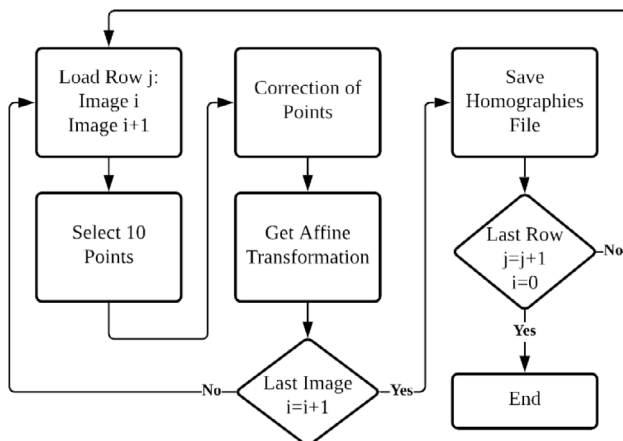 Load Row j:
Image i
Image i+1
Select 10
Points
Correction of
Points
Get Affine
Transformation
Last Image
i=i+1
No
Yes
Save
Homographies
File
Last Row
j=j+1
i=0
No
Yes
End